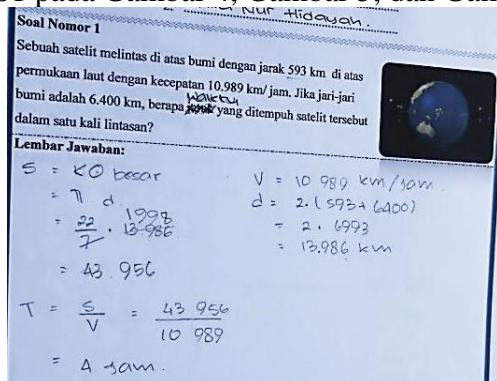 Nur Hidayah.
Soal Nomor 1
Sebuah satelit melintas di atas bumi dengan jarak 593 km di atas
permukaan laut dengan kecepatan 10.989 km/ jam. Jika jari-jari
bumi adalah 6.400 km, berapa waktu yang ditempuh satelit tersebut
dalam satu kali lintasan?
Lembar Jawaban:
S = KO besar
= π d
= 22/7 . 13.986 1998
= 43 956
T = S/V = 43 956/10 989
= 4 jam.
V = 10 989 km/jam
d = 2.(593+6400)
= 2. 6993
= 13.986 km